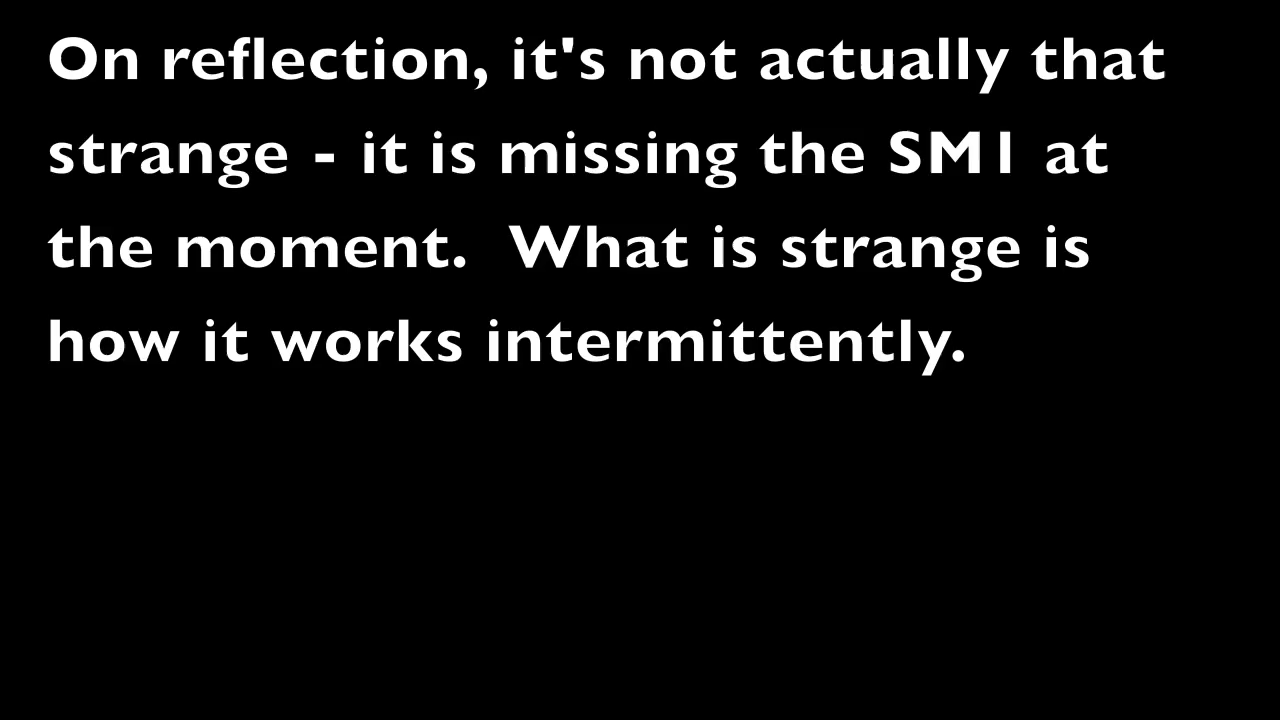 On reflection, it's not actually that
strange - it is missing the SM1 at
the moment.  What is strange is
how it works intermittently.